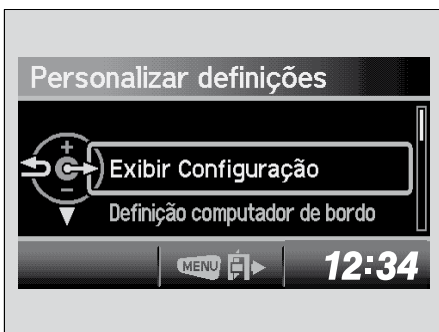 Personalizar definições
+
Exibir Configuração
−
Definição computador de bordo
MENU
12:34